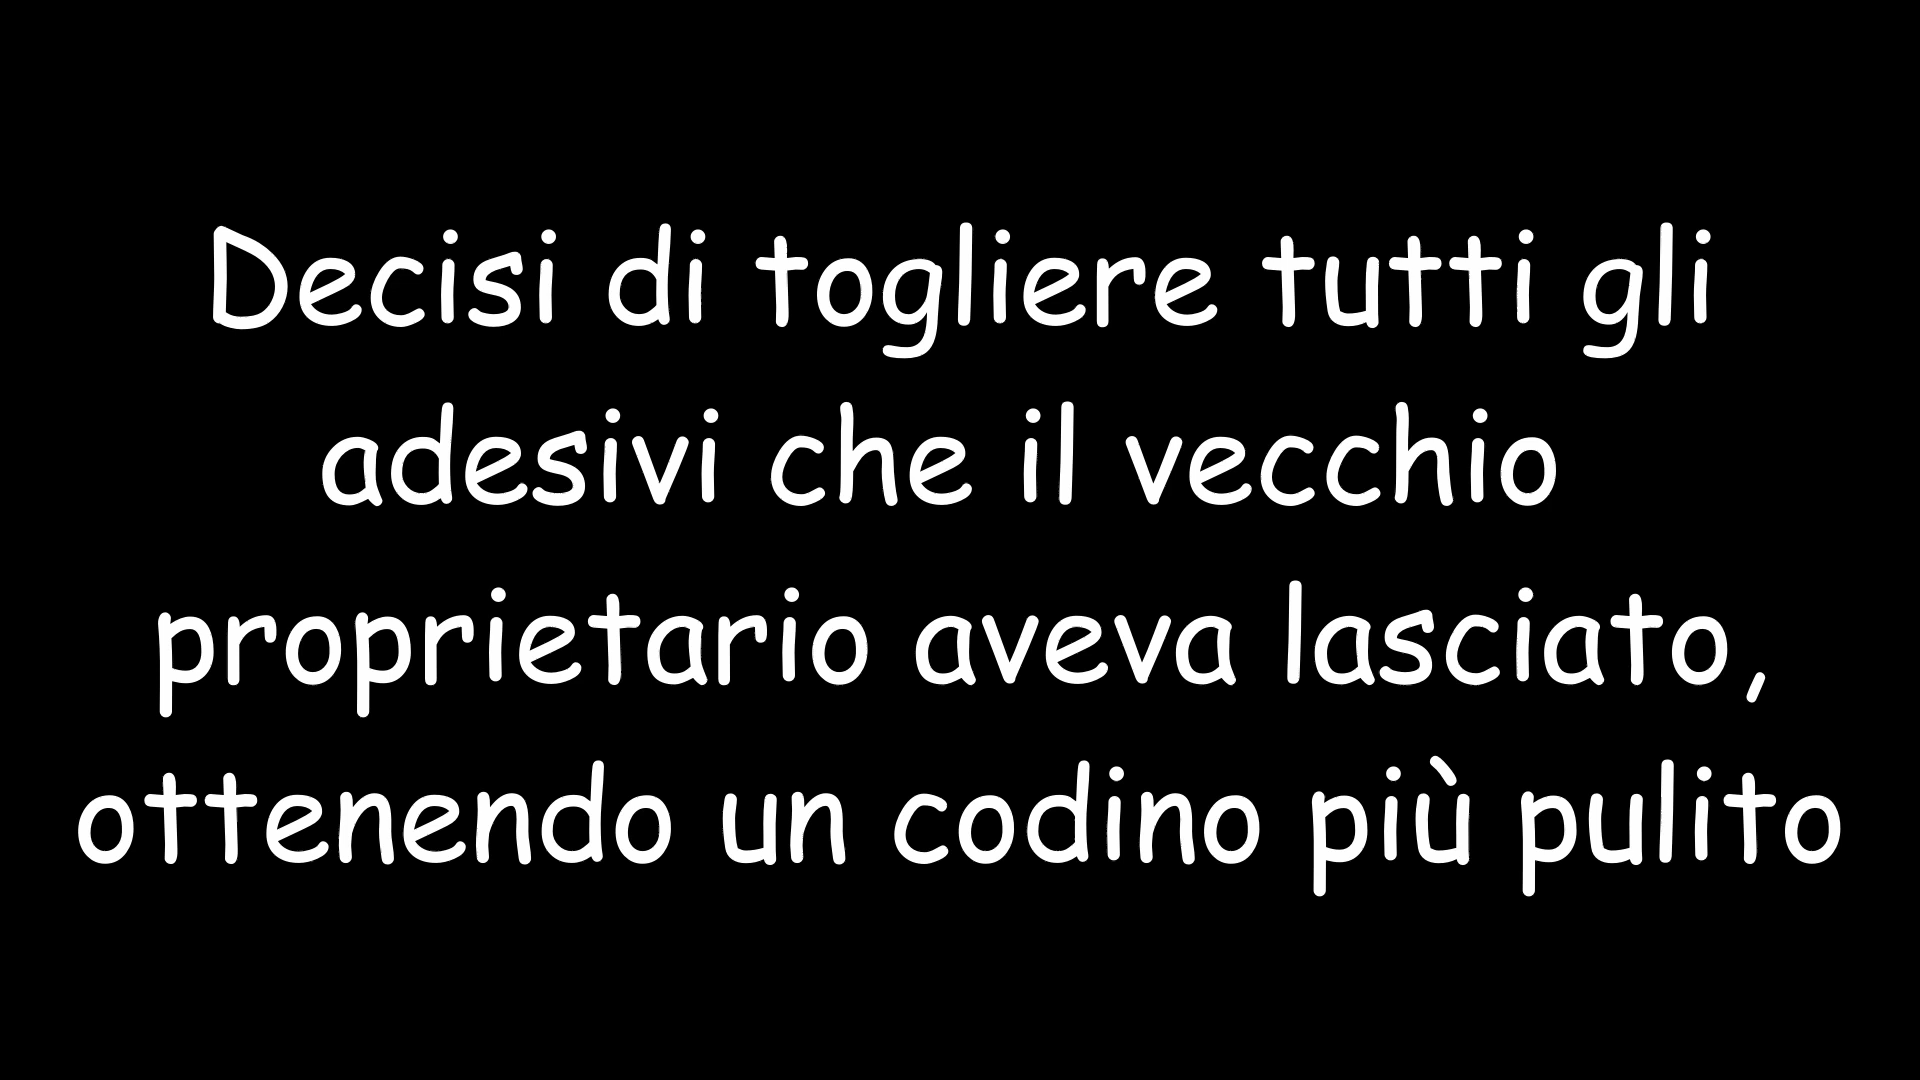 Decisi di togliere tutti gli
adesivi che il vecchio
proprietario aveva lasciato,
ottenendo un codino più pulito